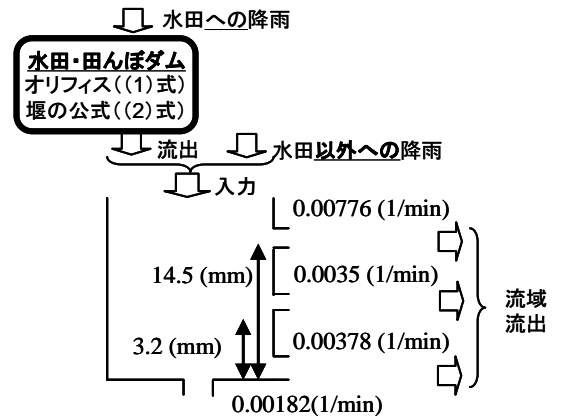 水田への降雨
水田・田んぼダム
オリフィス((1)式)
堰の公式((2)式)
流出
水田以外への降雨
入力
0.00776 (1/min)
14.5 (mm)
0.0035 (1/min)
流域
流出
3.2 (mm)
0.00378 (1/min)
0.00182(1/min)